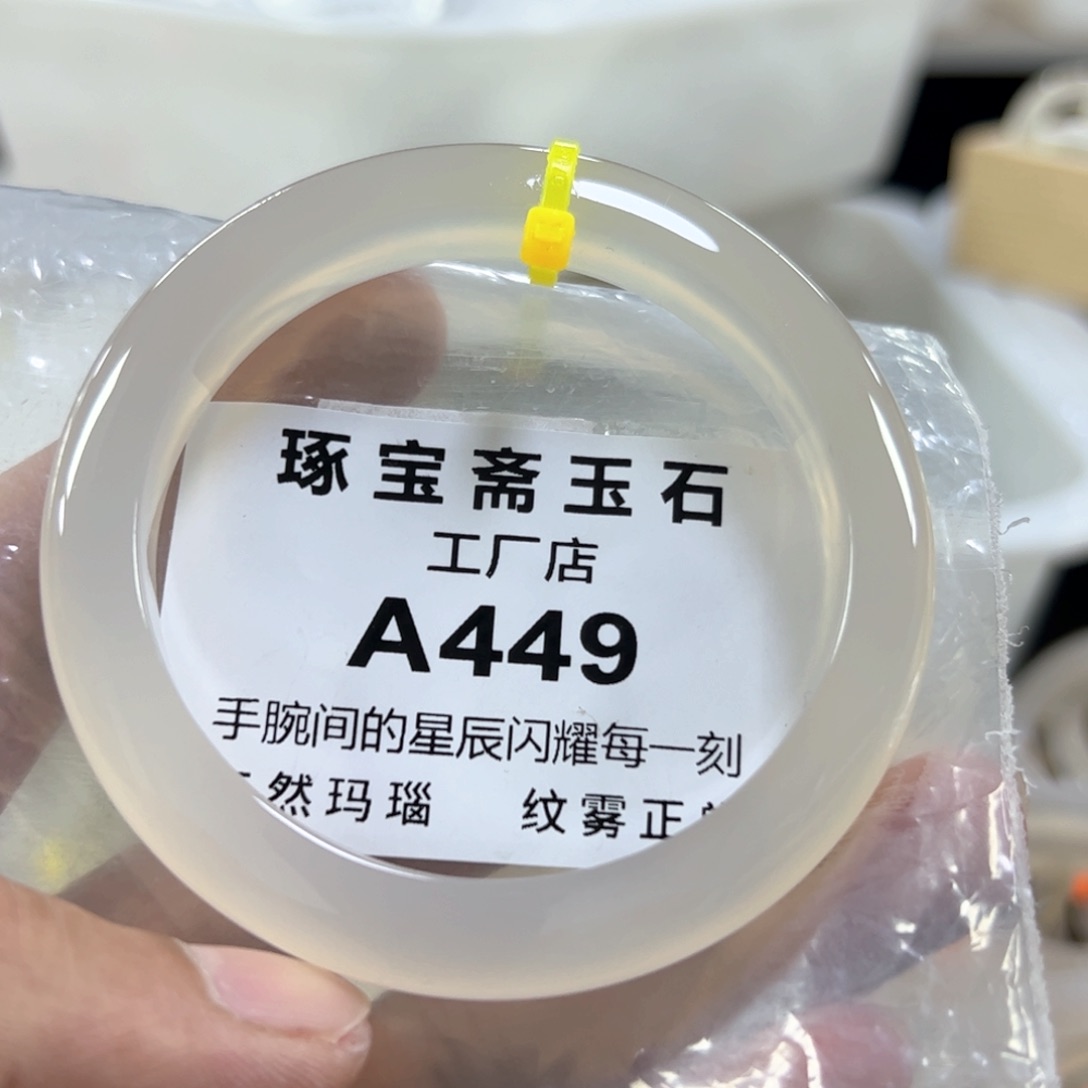 琢宝斋玉石
工厂店
A449
手腕间的星辰闪耀每一刻
然玛瑙 纹雾正